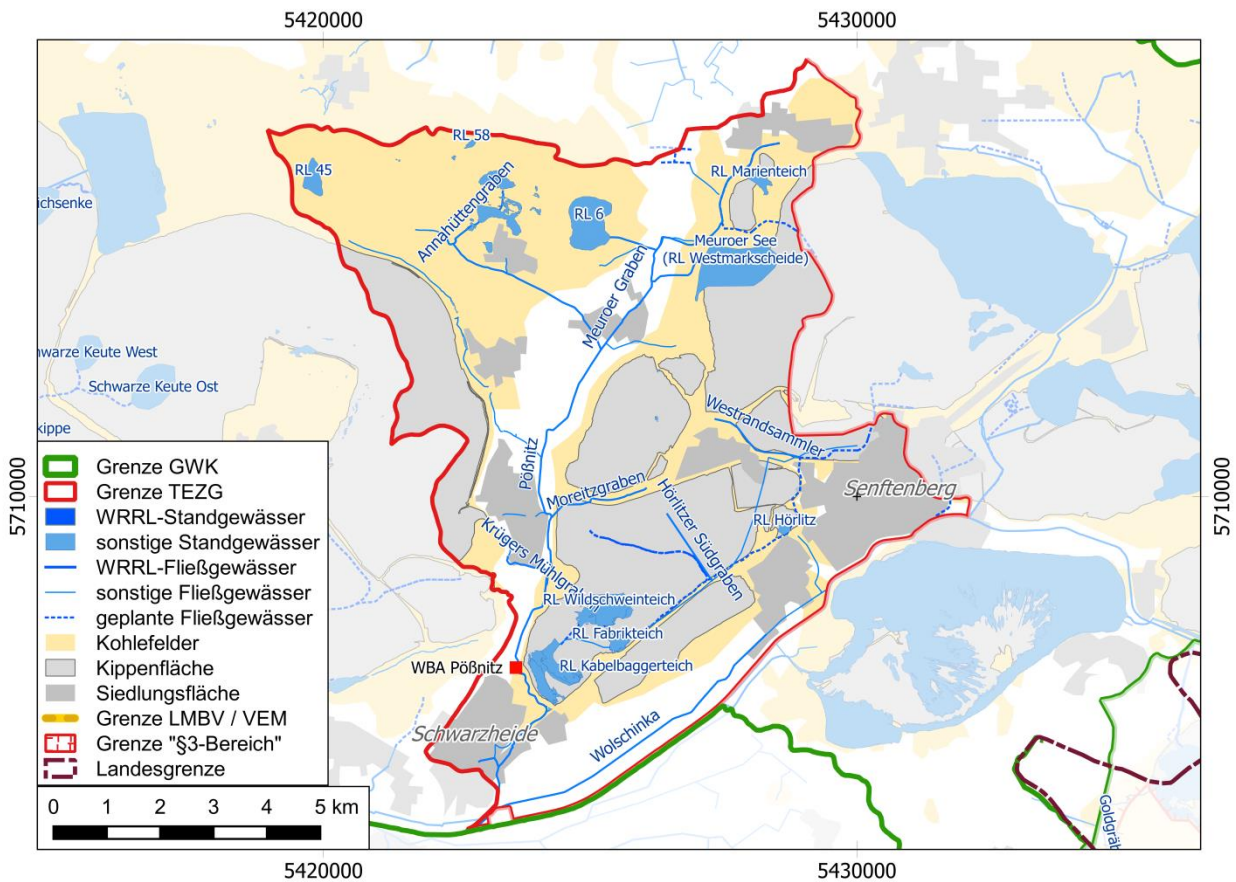 5420000
5430000
RL 58
RL 45
Annahüttengraben
RL 6
RL Marienteich
ichsenke
Meuroer See
(RL Westmarkscheide)
Meuroer Graben
hwarze Keute West
Schwarze Keute Ost
kippe
Westrandsammler
Pößnitz
5710000
5710000
Moreitzgraben
Senftenberg
Hörlitzer Südgraben
RL Hörlitz
Krügers Mühlgraben
RL Wildschweinteich
RL Fabrikteich
WBA Pößnitz
RL Kabelbaggerteich
Schwarzheide
Wolschinka
Goldgräb
Grenze GWK
Grenze TEZG
WRRL-Standgewässer
sonstige Standgewässer
WRRL-Fließgewässer
sonstige Fließgewässer
geplante Fließgewässer
Kohlefelder
Kippenfläche
Siedlungsfläche
Grenze LMBV / VEM
Grenze "§3-Bereich"
Landesgrenze
0 1 2 3 4 5 km
5420000
5430000